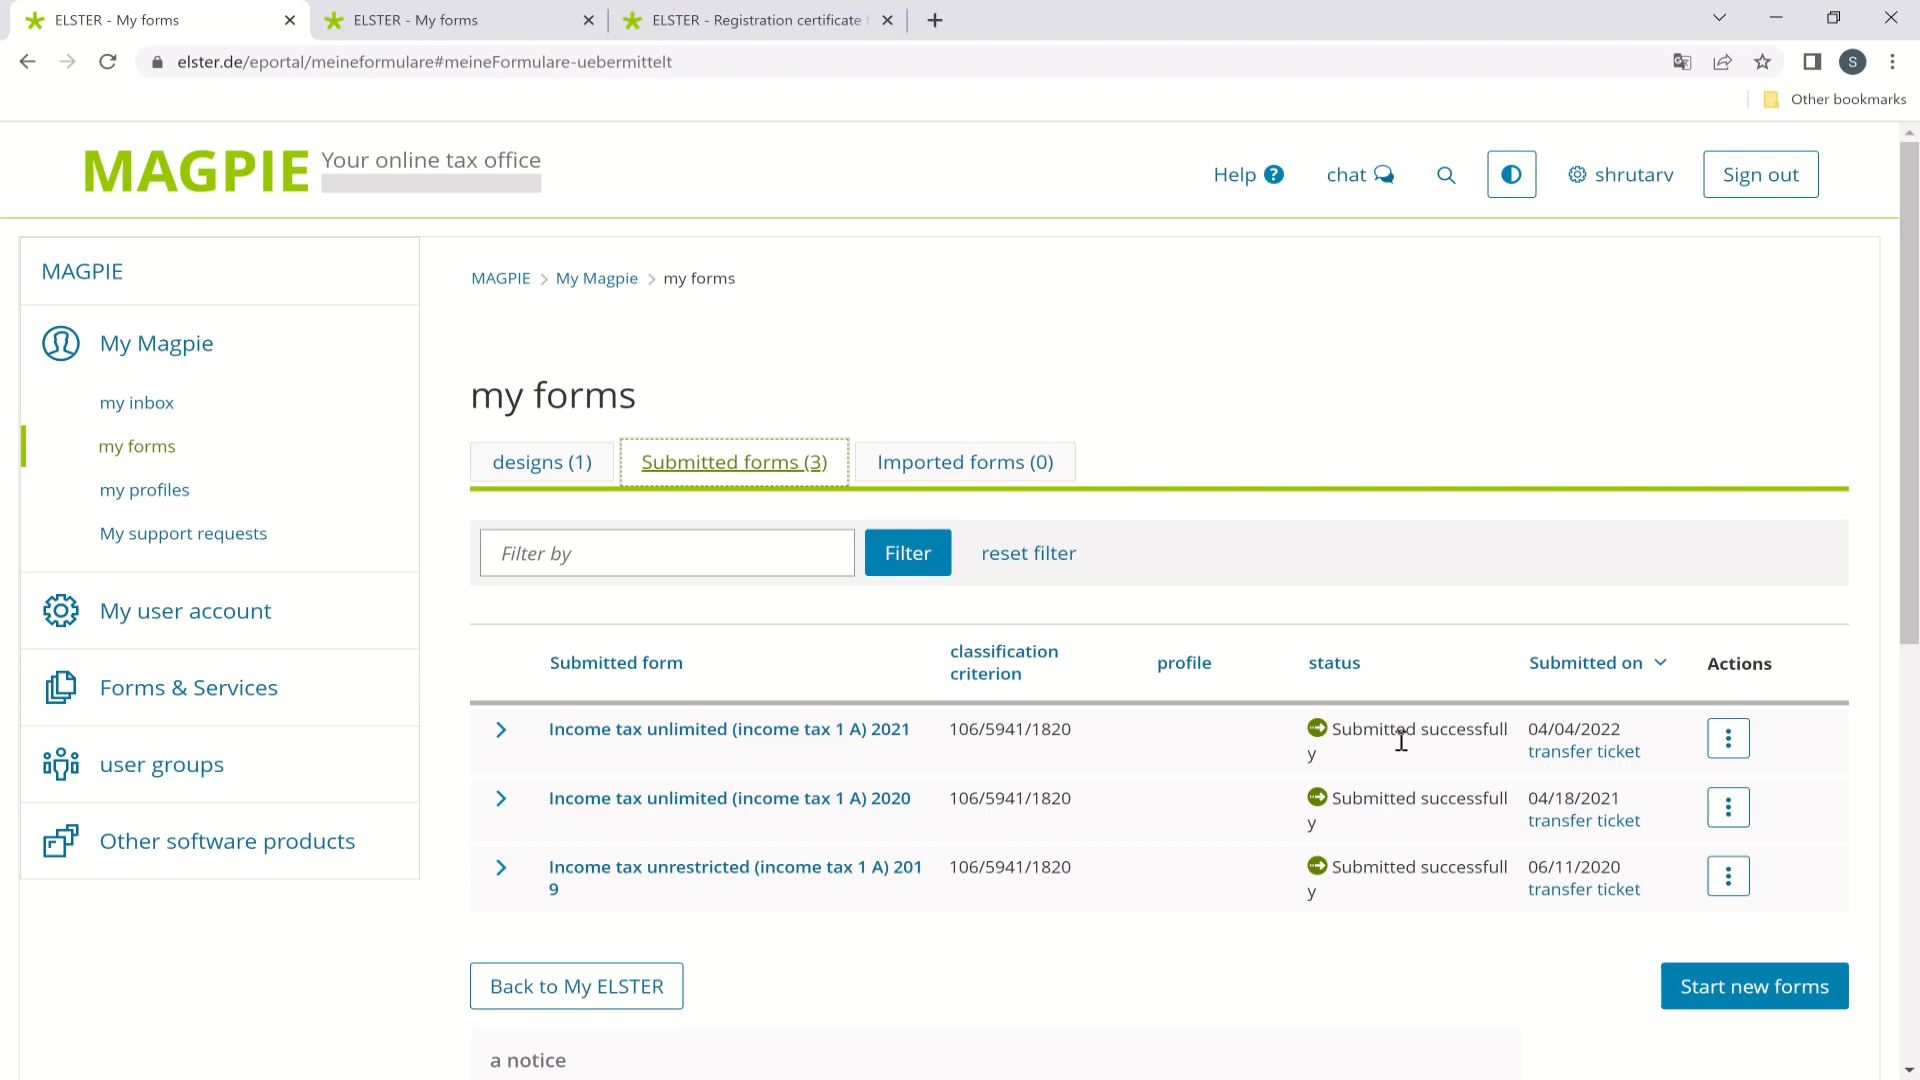 ELSTER - My forms
ELSTER - My forms
ELSTER - Registration certificate
elster.de/eportal/meineformulare#meineFormulare-uebermittelt
S
Other bookmarks
MAGPIE Your online tax office
Help ?
chat
shrutarv
Sign out
MAGPIE
My Magpie
my inbox
my forms
my profiles
My support requests
My user account
Forms & Services
user groups
Other software products
MAGPIE > My Magpie > my forms
my forms
designs (1)
Submitted forms (3)
Imported forms (0)
Filter by
Filter
reset filter
Submitted form
classification
criterion
profile
status
Submitted on
Actions
Income tax unlimited (income tax 1 A) 2021
106/5941/1820
Submitted successfull
y
04/04/2022
transfer ticket
Income tax unlimited (income tax 1 A) 2020
106/5941/1820
Submitted successfull
y
04/18/2021
transfer ticket
Income tax unrestricted (income tax 1 A) 201
9
106/5941/1820
Submitted successfull
y
06/11/2020
transfer ticket
Back to My ELSTER
Start new forms
a notice